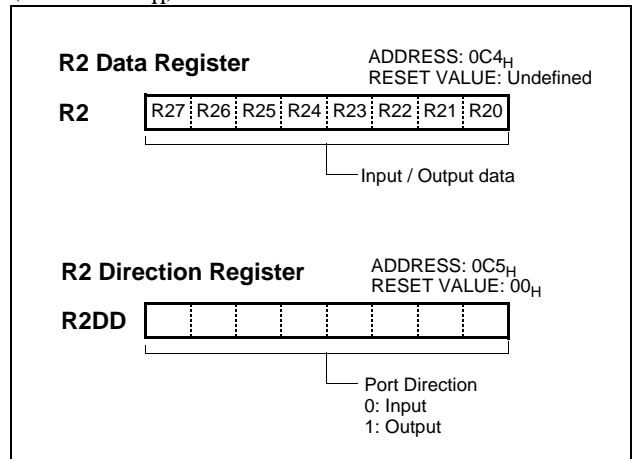 R2 Data Register
ADDRESS: 0C4H
RESET VALUE: Undefined
R2
R27 R26 R25 R24 R23 R22 R21 R20
Input / Output data
R2 Direction Register
ADDRESS: 0C5H
RESET VALUE: 00H
R2DD
Port Direction
0: Input
1: Output